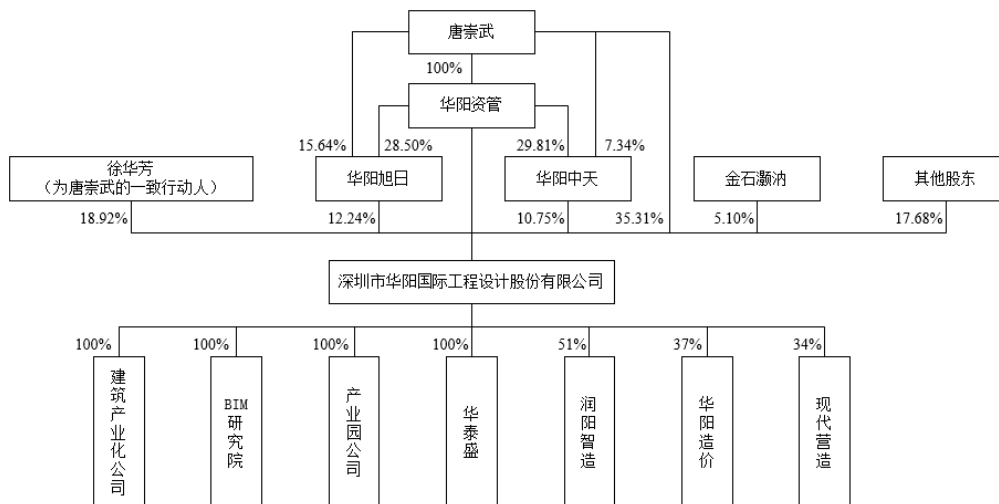 唐崇武
100%
华阳资管
15.64%
28.50%
29.81%
7.34%
徐华芳
（为唐崇武的一致行动人）
华阳旭日
华阳中天
金石灏汭
其他股东
18.92%
12.24%
10.75%
35.31%
5.10%
17.68%
深圳市华阳国际工程设计股份有限公司
100%
100%
100%
100%
51%
37%
34%
建筑产业化公司
BIM
研究院
产业园公司
华泰盛
润阳智造
华阳造价
现代营造